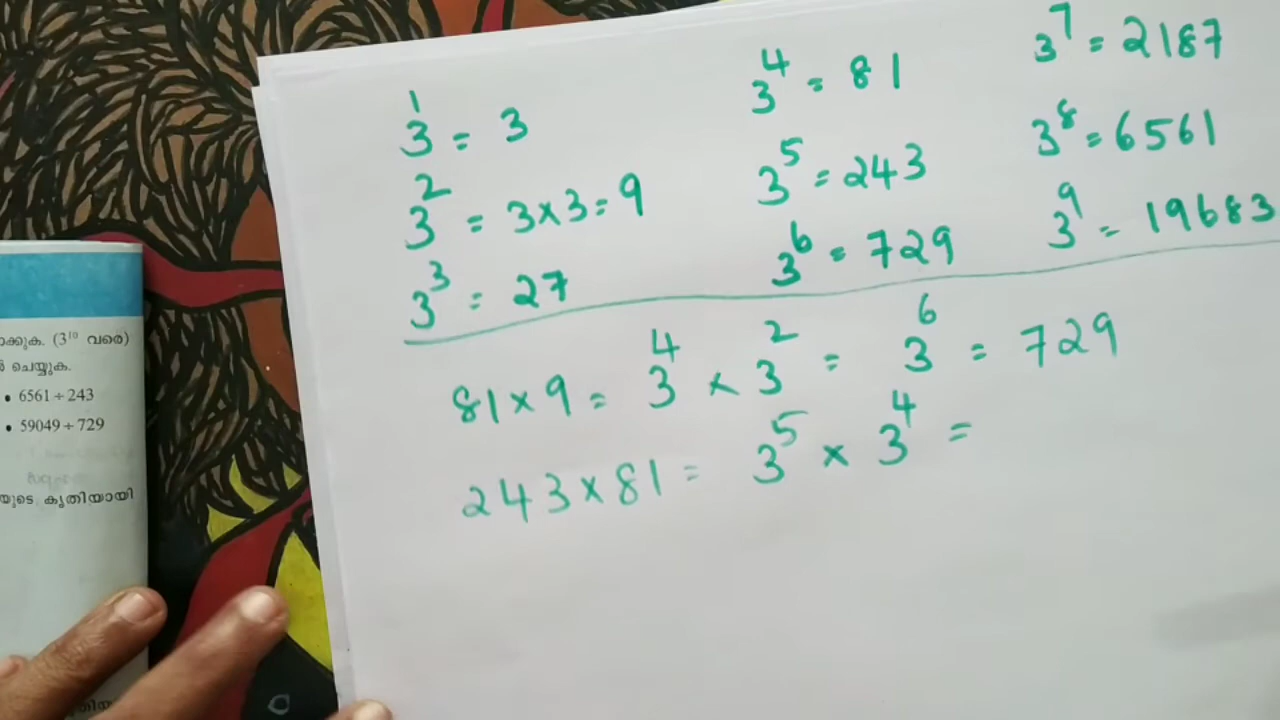 3¹ = 3
3² = 3×3=9
3³ = 27
3⁴ = 81
3⁵ = 243
3⁶ = 729
3⁷ = 2187
3⁸ = 6561
3⁹ = 19683
81×9 = 3⁴ × 3² = 3⁶ = 729
243×81 = 3⁵ × 3⁴ =
(3¹⁰ വരെ)
ചെയ്യുക.
• 6561 ÷ 243
• 59049 ÷ 729
കൃതിയായി